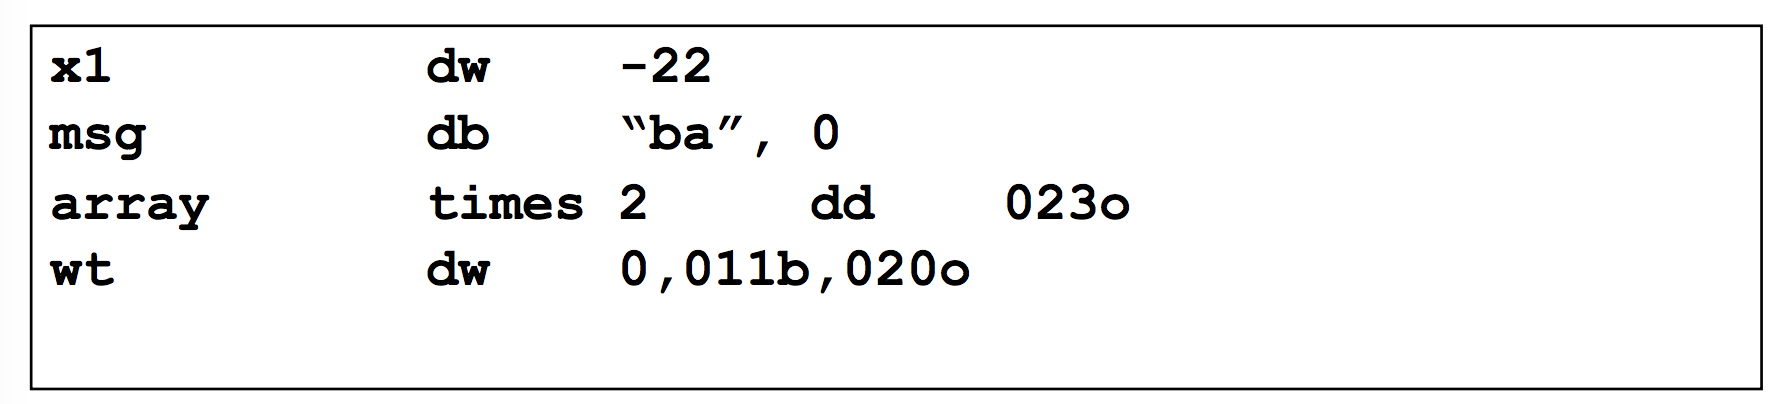 x1 dw -22
msg db “ba”, 0
array times 2 dd 023o
wt dw 0,011b,020o